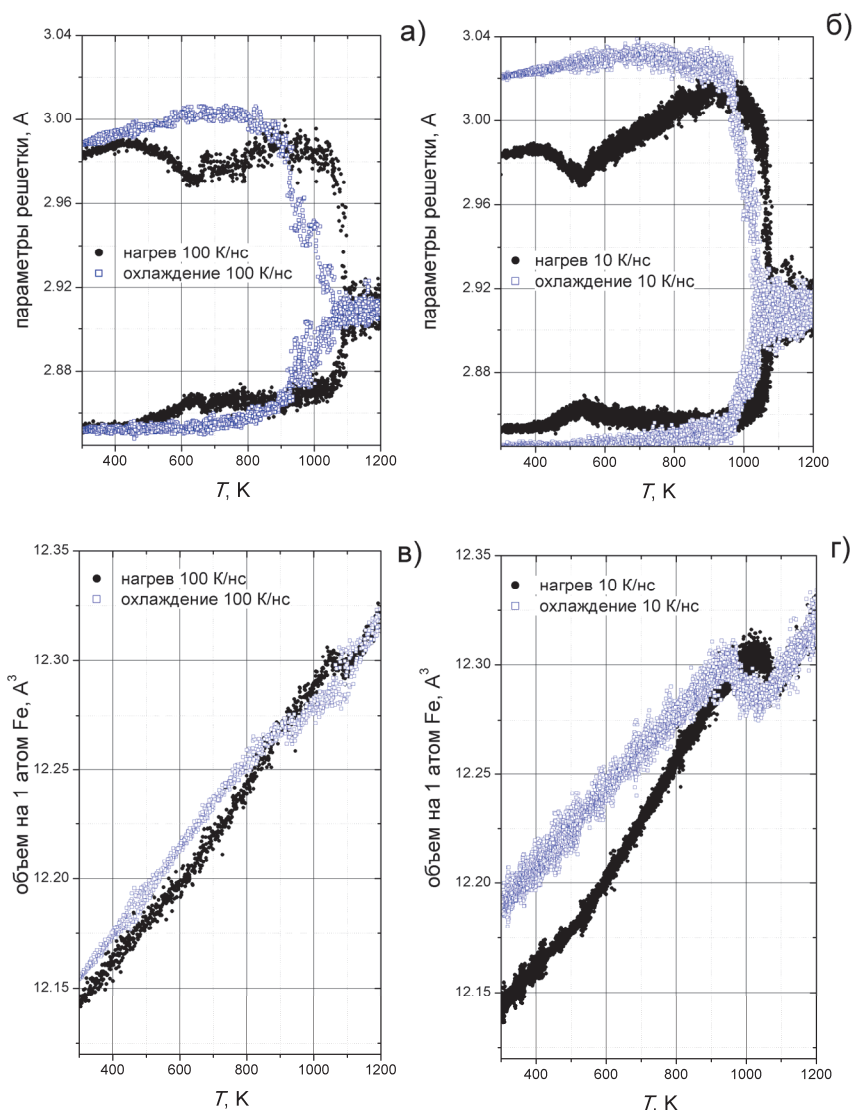 а)
3.04
3.00
2.96
2.92
2.88
параметры решетки, А
нагрев 100 К/нс
охлаждение 100 К/нс
400 600 800 1000 1200
T, K
б)
3.04
3.00
2.96
2.92
2.88
параметры решетки, А
нагрев 10 К/нс
охлаждение 10 К/нс
400 600 800 1000 1200
T, K
в)
12.35
12.30
12.25
12.20
12.15
объем на 1 атом Fe, А³
нагрев 100 К/нс
охлаждение 100 К/нс
400 600 800 1000 1200
T, K
г)
12.35
12.30
12.25
12.20
12.15
объем на 1 атом Fe, А³
нагрев 10 К/нс
охлаждение 10 К/нс
400 600 800 1000 1200
T, K